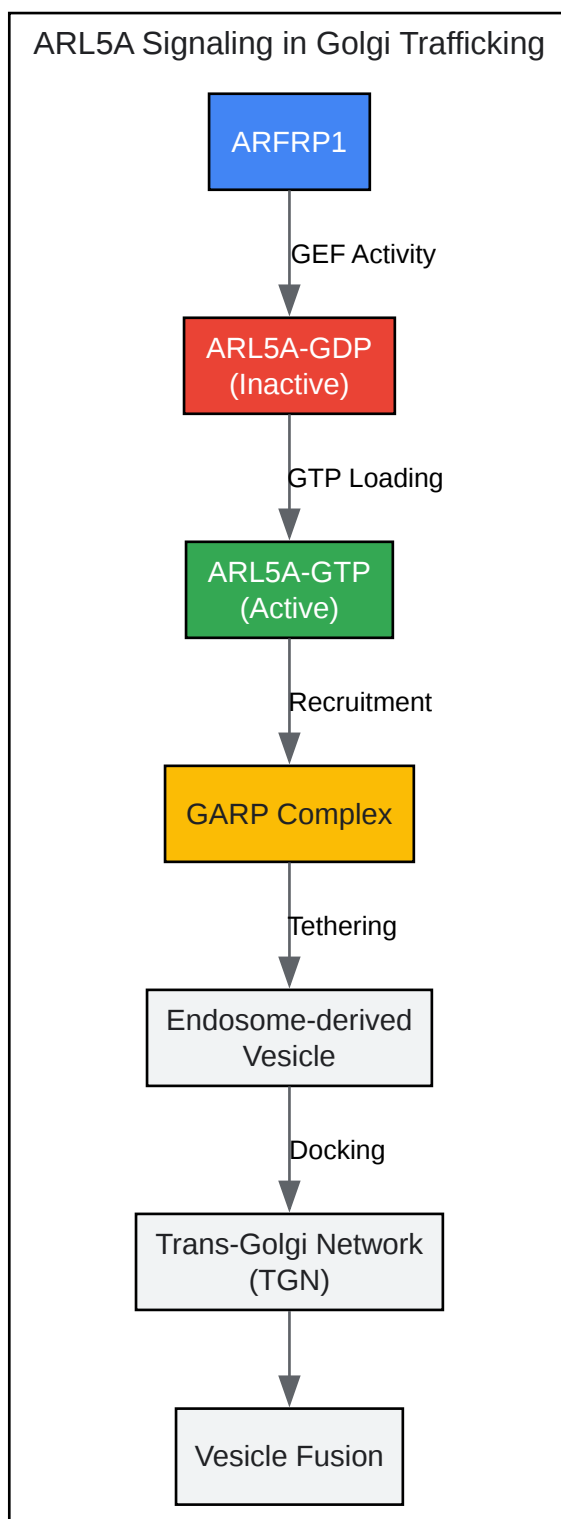 ARL5A Signaling in Golgi Trafficking
ARFRP1
GEF Activity
ARL5A-GDP
(Inactive)
GTP Loading
ARL5A-GTP
(Active)
Recruitment
GARP Complex
Tethering
Endosome-derived
Vesicle
Docking
Trans-Golgi Network
(TGN)
Vesicle Fusion